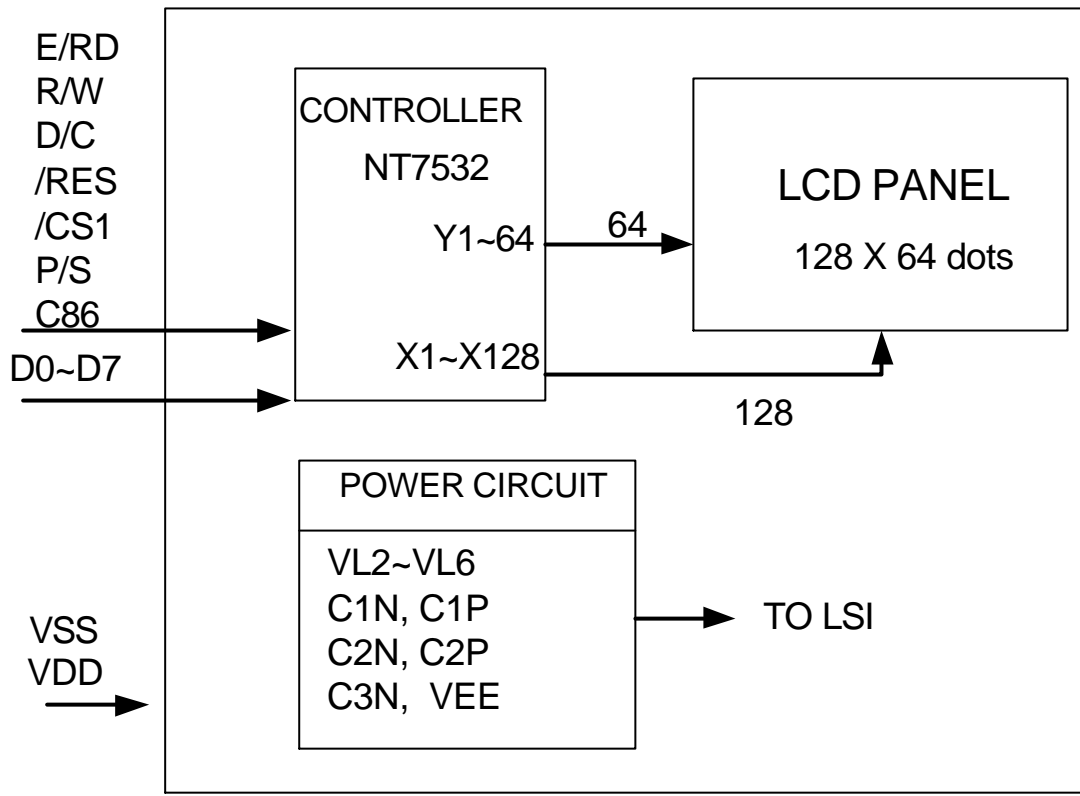 E/RD
R/W
D/C
/RES
/CS1
P/S
C86
D0~D7
CONTROLLER
NT7532
Y1~64
X1~X128
64
128
LCD PANEL
128 X 64 dots
POWER CIRCUIT
VL2~VL6
C1N, C1P
C2N, C2P
C3N, VEE
TO LSI
VSS
VDD